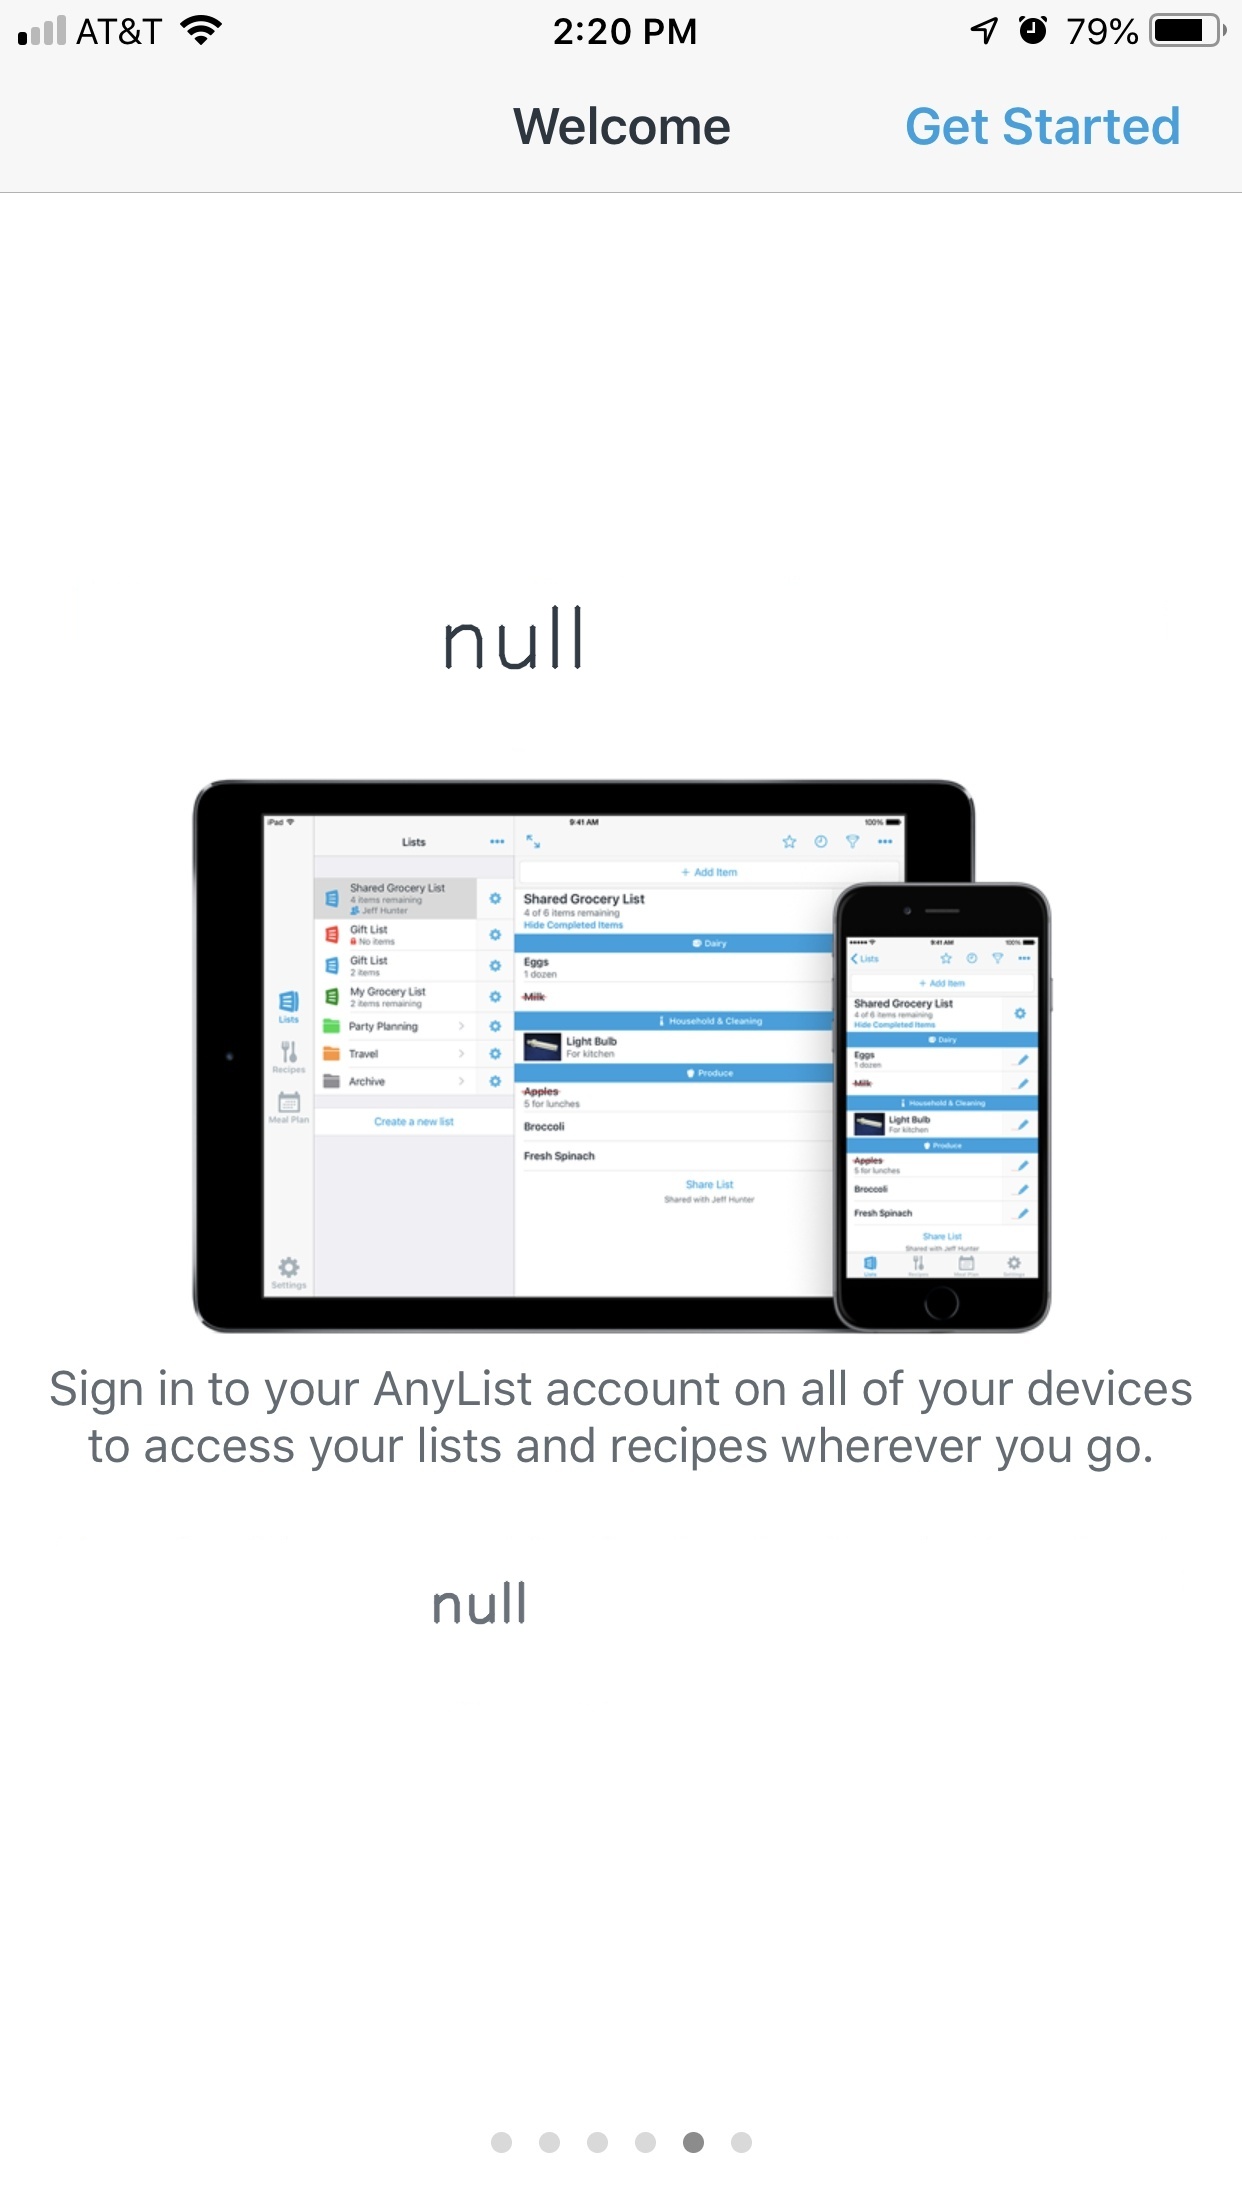 AT&T 2:20 PM 79%
Welcome Get Started
null
iPad 9:41 AM 100%
Lists
+ Add Item
Shared Grocery List
4 items remaining
Jeff Hunter
Gift List
No items
Gift List
2 items
My Grocery List
2 items remaining
Party Planning
Travel
Archive
Create a new list
Lists
Recipes
Meal Plan
Settings
Shared Grocery List
4 of 6 items remaining
Hide Completed Items
Dairy
Eggs
1 dozen
Milk
Household & Cleaning
Light Bulb
For kitchen
Produce
Apples
5 for lunches
Broccoli
Fresh Spinach
Share List
Shared with Jeff Hunter
9:41 AM 100%
Lists
+ Add Item
Shared Grocery List
4 of 6 items remaining
Hide Completed Items
Dairy
Eggs
1 dozen
Milk
Household & Cleaning
Light Bulb
For kitchen
Produce
Apples
5 for lunches
Broccoli
Fresh Spinach
Share List
Shared with Jeff Hunter
Lists Recipes Meal Plan Settings
Sign in to your AnyList account on all of your devices
to access your lists and recipes wherever you go.
null